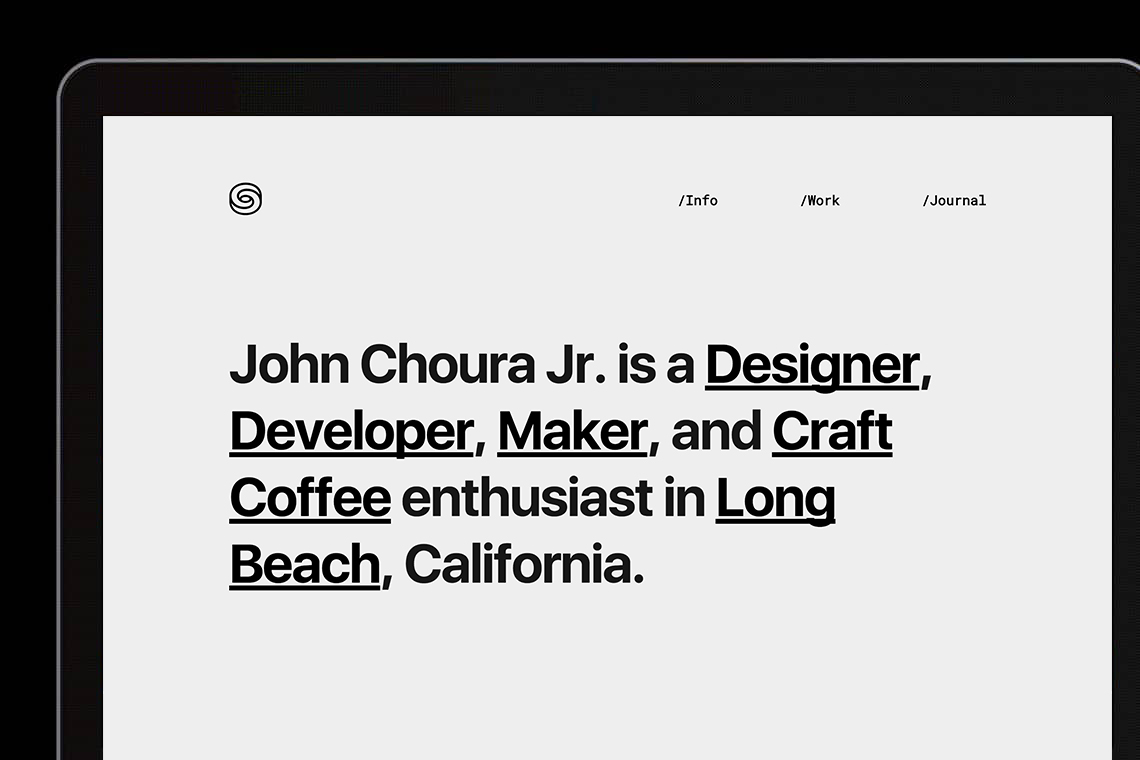 /Info /Work /Journal
John Choura Jr. is a Designer,
Developer, Maker, and Craft
Coffee enthusiast in Long
Beach, California.